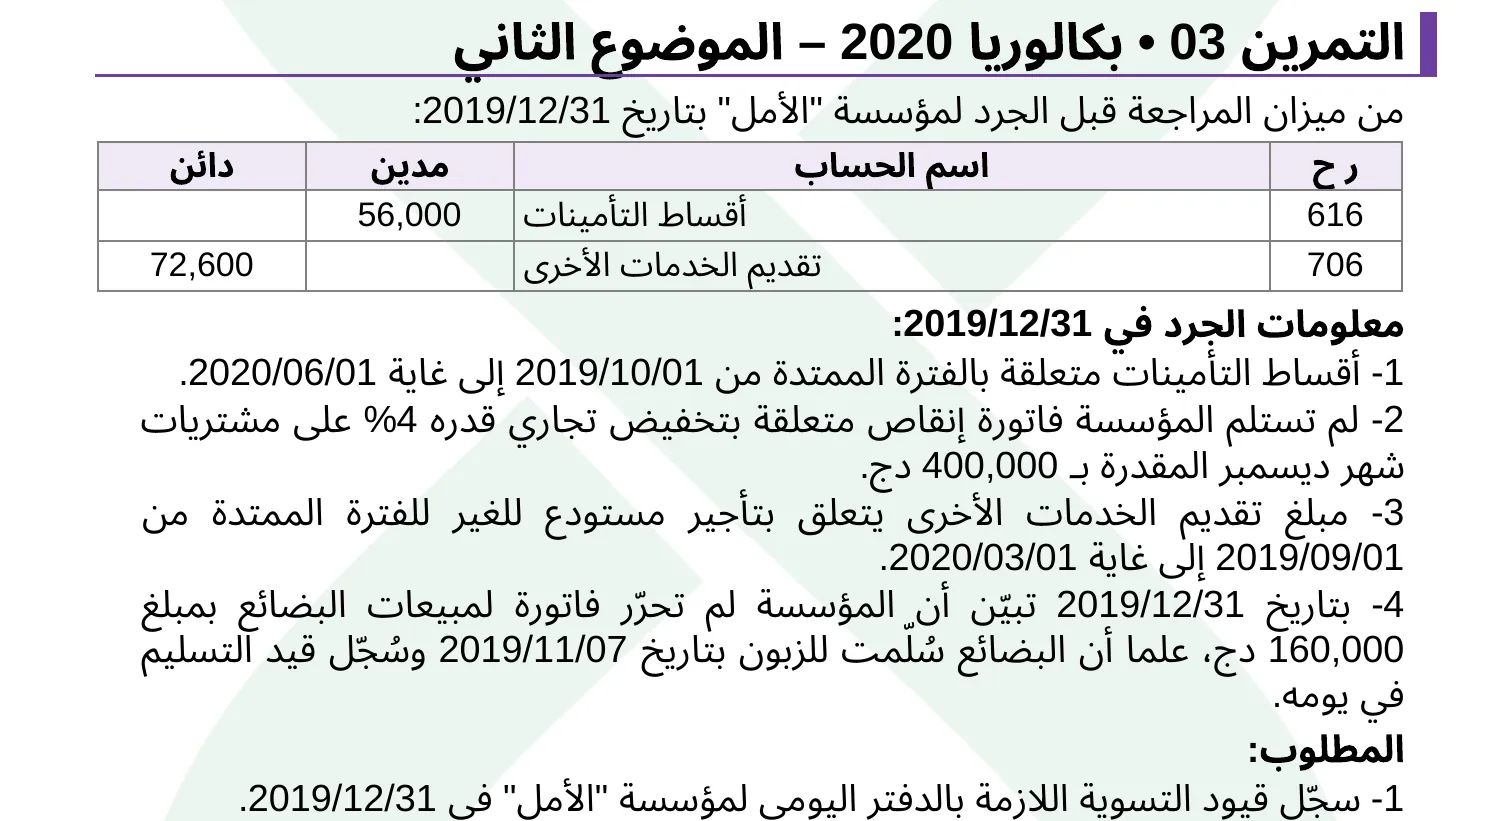 التمرين 03 • بكالوريا 2020 – الموضوع الثاني
من ميزان المراجعة قبل الجرد لمؤسسة "الأمل" بتاريخ 2019/12/31:
ر ح اسم الحساب مدين دائن
616 أقساط التأمينات 56,000
706 تقديم الخدمات الأخرى 72,600
معلومات الجرد في 2019/12/31:
1- أقساط التأمينات متعلقة بالفترة الممتدة من 2019/10/01 إلى غاية 2020/06/01.
2- لم تستلم المؤسسة فاتورة إنقاص متعلقة بتخفيض تجاري قدره 4% على مشتريات
شهر ديسمبر المقدرة بـ 400,000 دج.
3- مبلغ تقديم الخدمات الأخرى يتعلق بتأجير مستودع للغير للفترة الممتدة من
2019/09/01 إلى غاية 2020/03/01.
4- بتاريخ 2019/12/31 تبيّن أن المؤسسة لم تحرّر فاتورة لمبيعات البضائع بمبلغ
160,000 دج، علما أن البضائع سُلّمت للزبون بتاريخ 2019/11/07 وسُجّل قيد التسليم
في يومه.
المطلوب:
1- سجّل قيود التسوية اللازمة بالدفتر اليومي لمؤسسة "الأمل" في 2019/12/31.